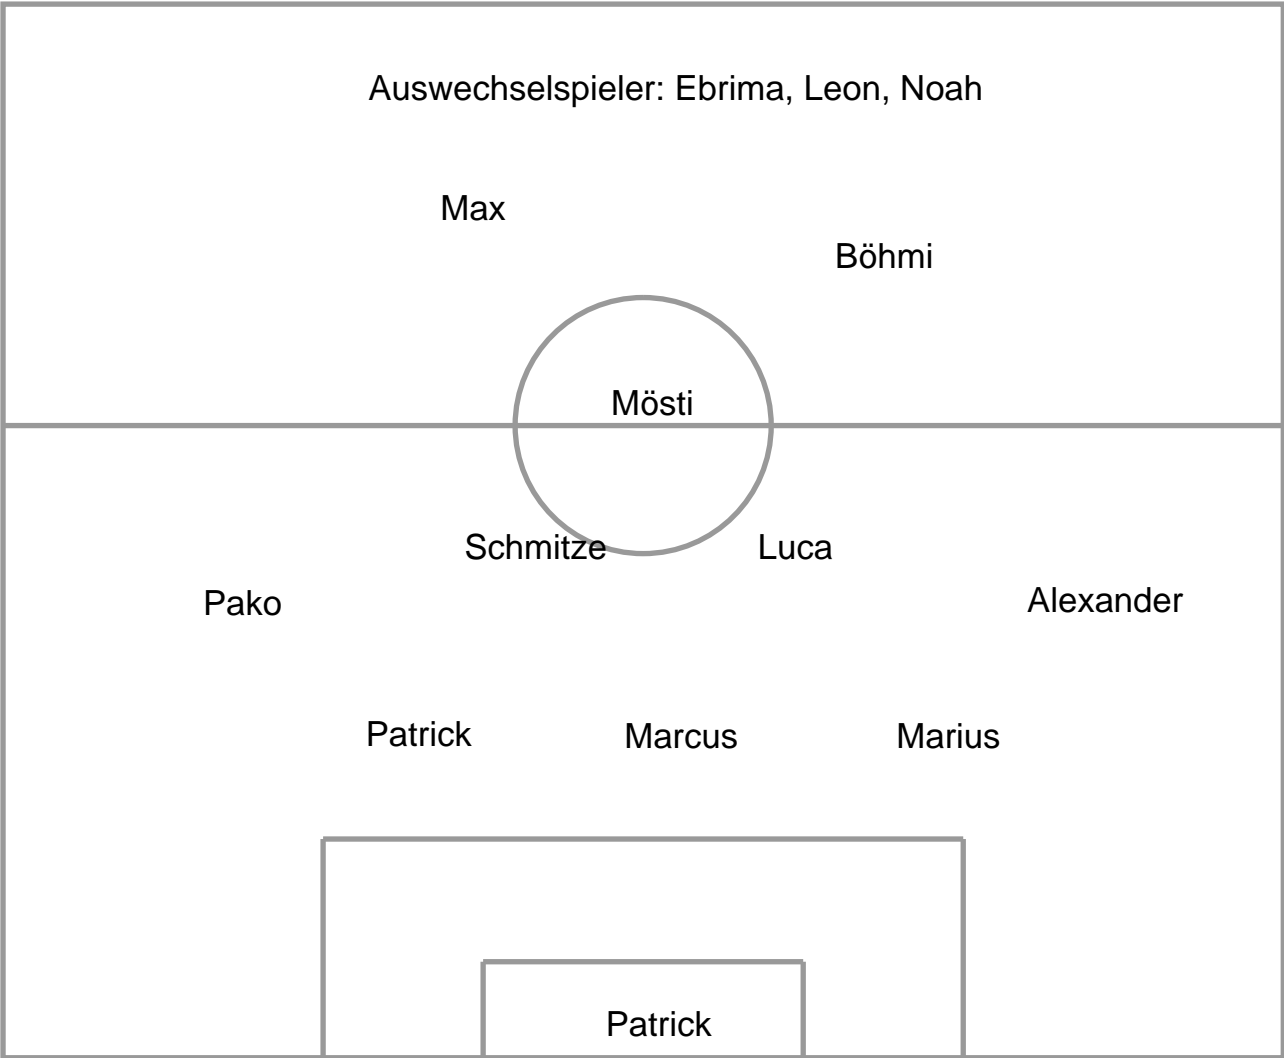 Auswechselspieler: Ebrima, Leon, Noah
Max
Böhmi
Mösti
Schmitze Luca
Pako Alexander
Patrick Marcus Marius
Patrick